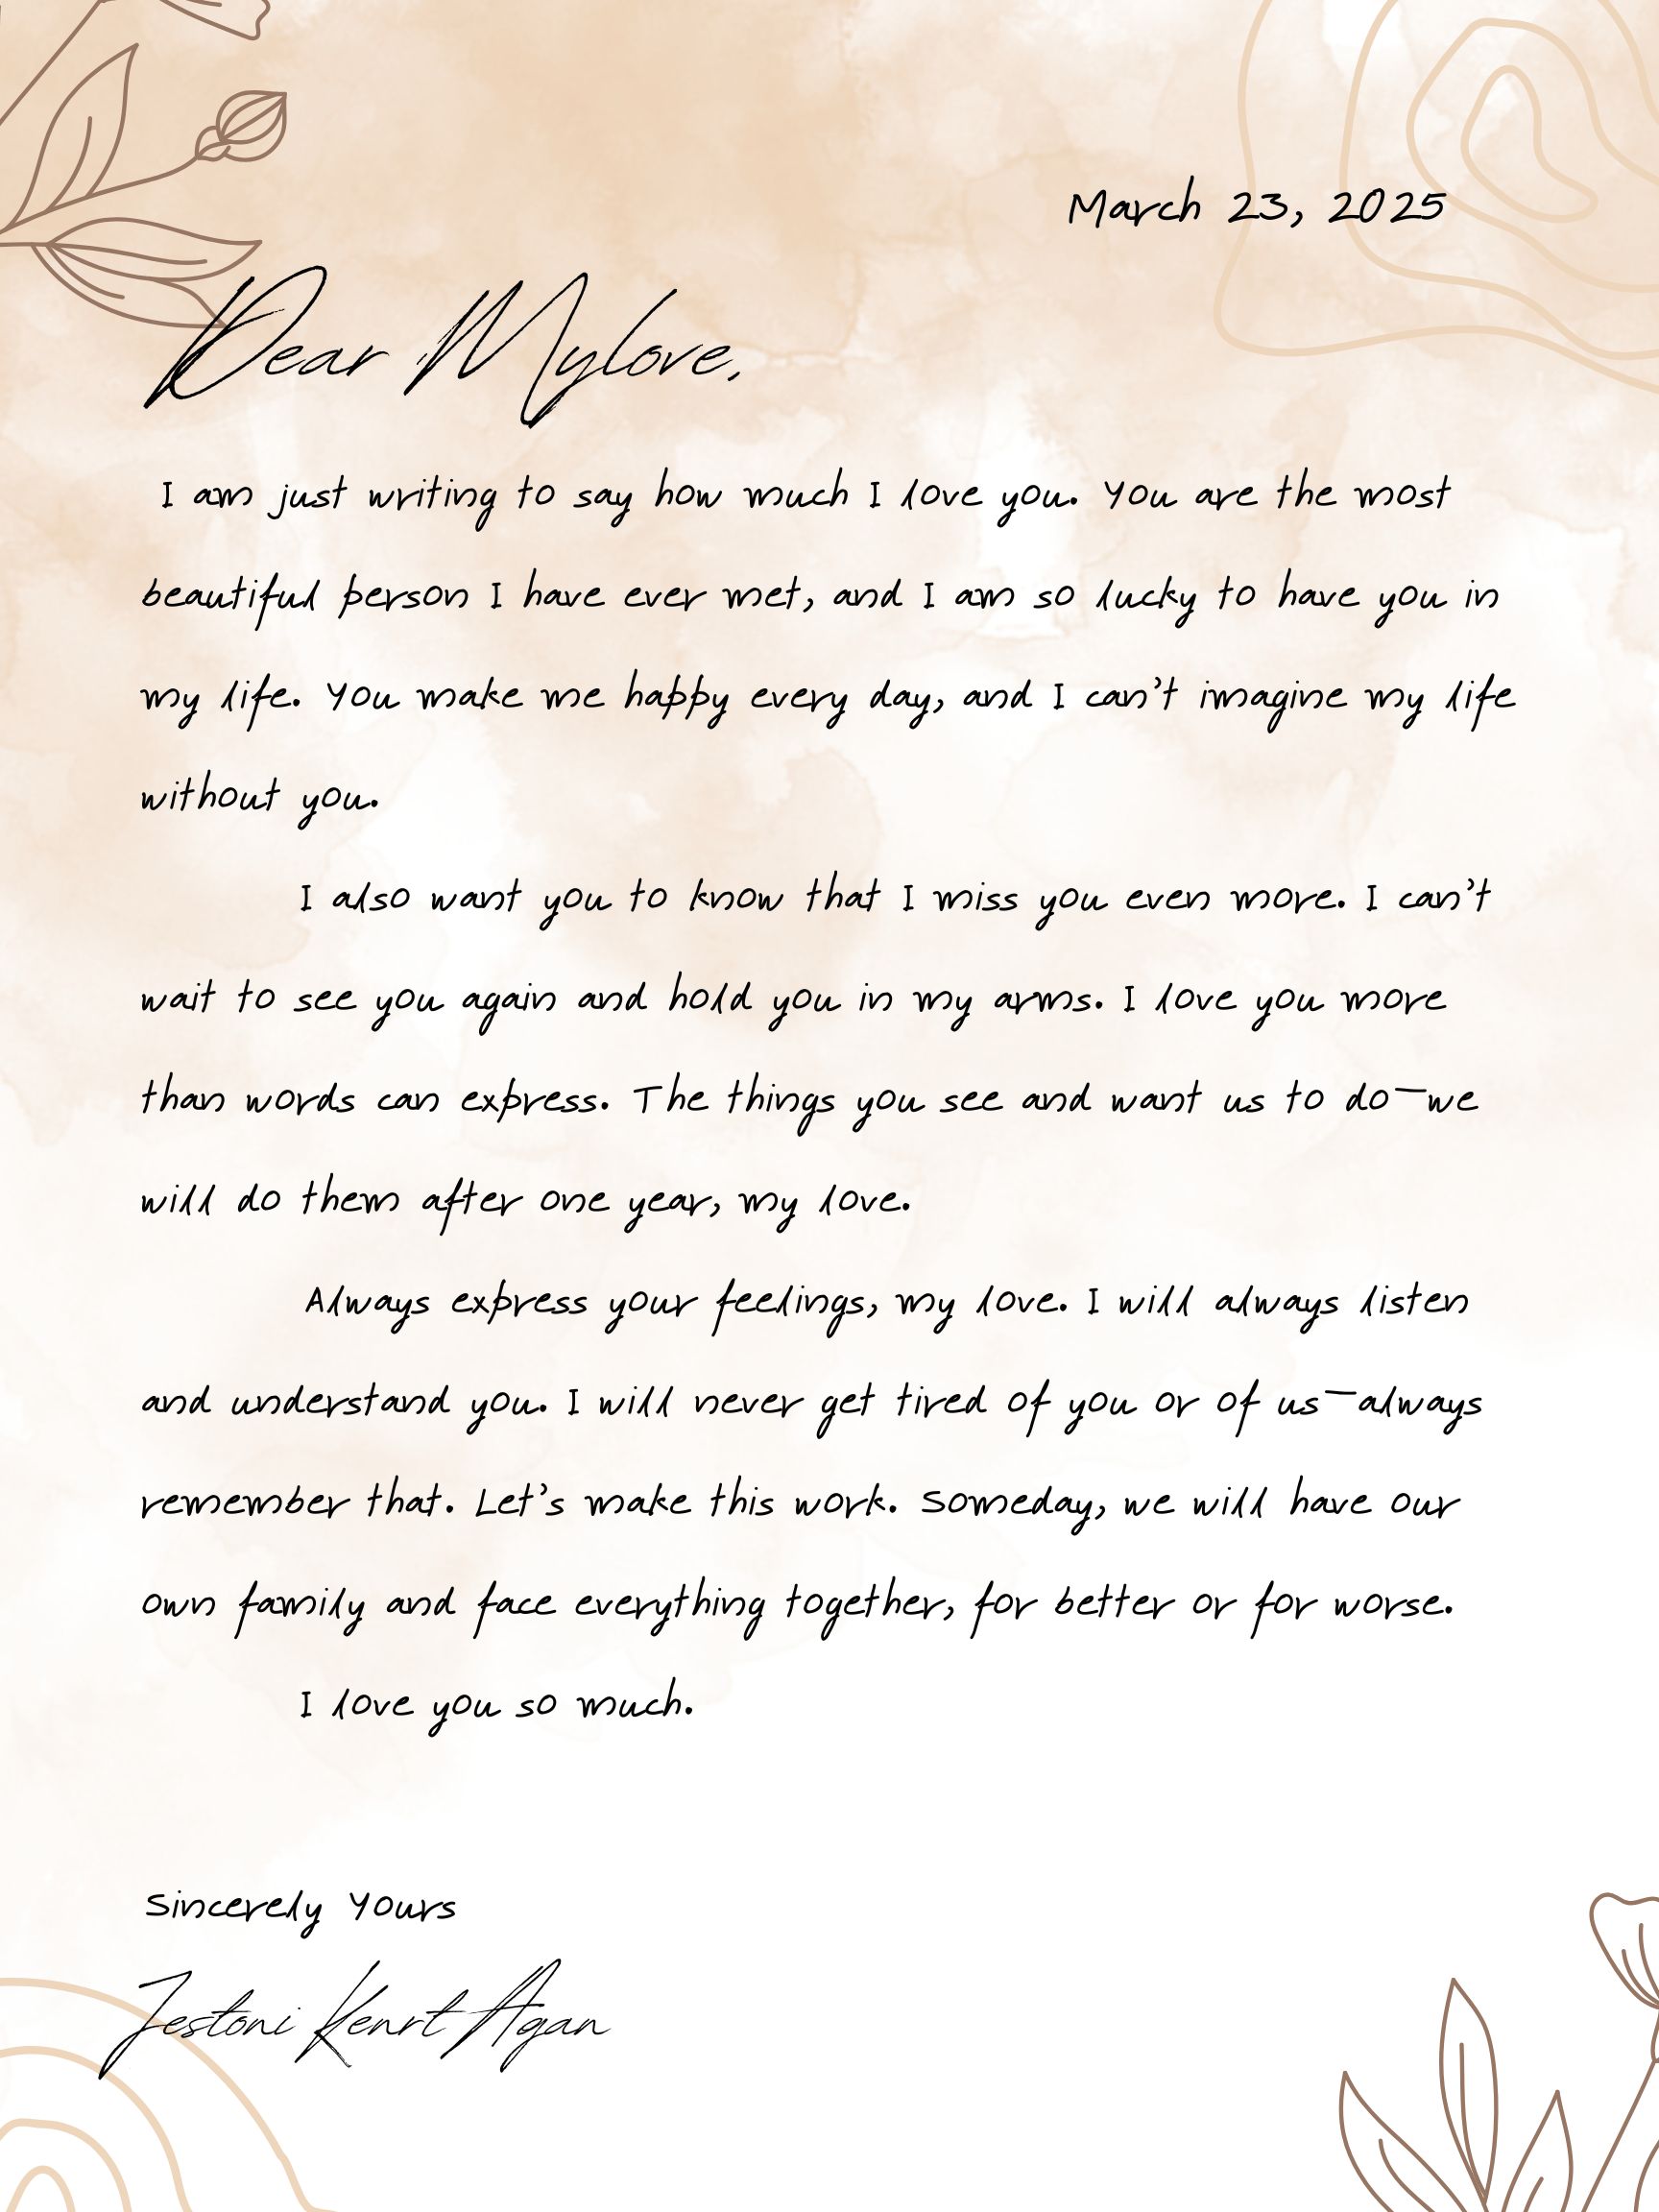 March 23, 2025
Dear Mylove,
I am just writing to say how much I love you. You are the most
beautiful person I have ever met, and I am so lucky to have you in
my life. You make me happy every day, and I can't imagine my life
without you.
I also want you to know that I miss you even more. I can't
wait to see you again and hold you in my arms. I love you more
than words can express. The things you see and want us to do—we
will do them after one year, my love.
Always express your feelings, my love. I will always listen
and understand you. I will never get tired of you or of us—always
remember that. Let's make this work. Someday, we will have our
own family and face everything together, for better or for worse.
I love you so much.
Sincerely Yours
Jestoni Kenrt Agan